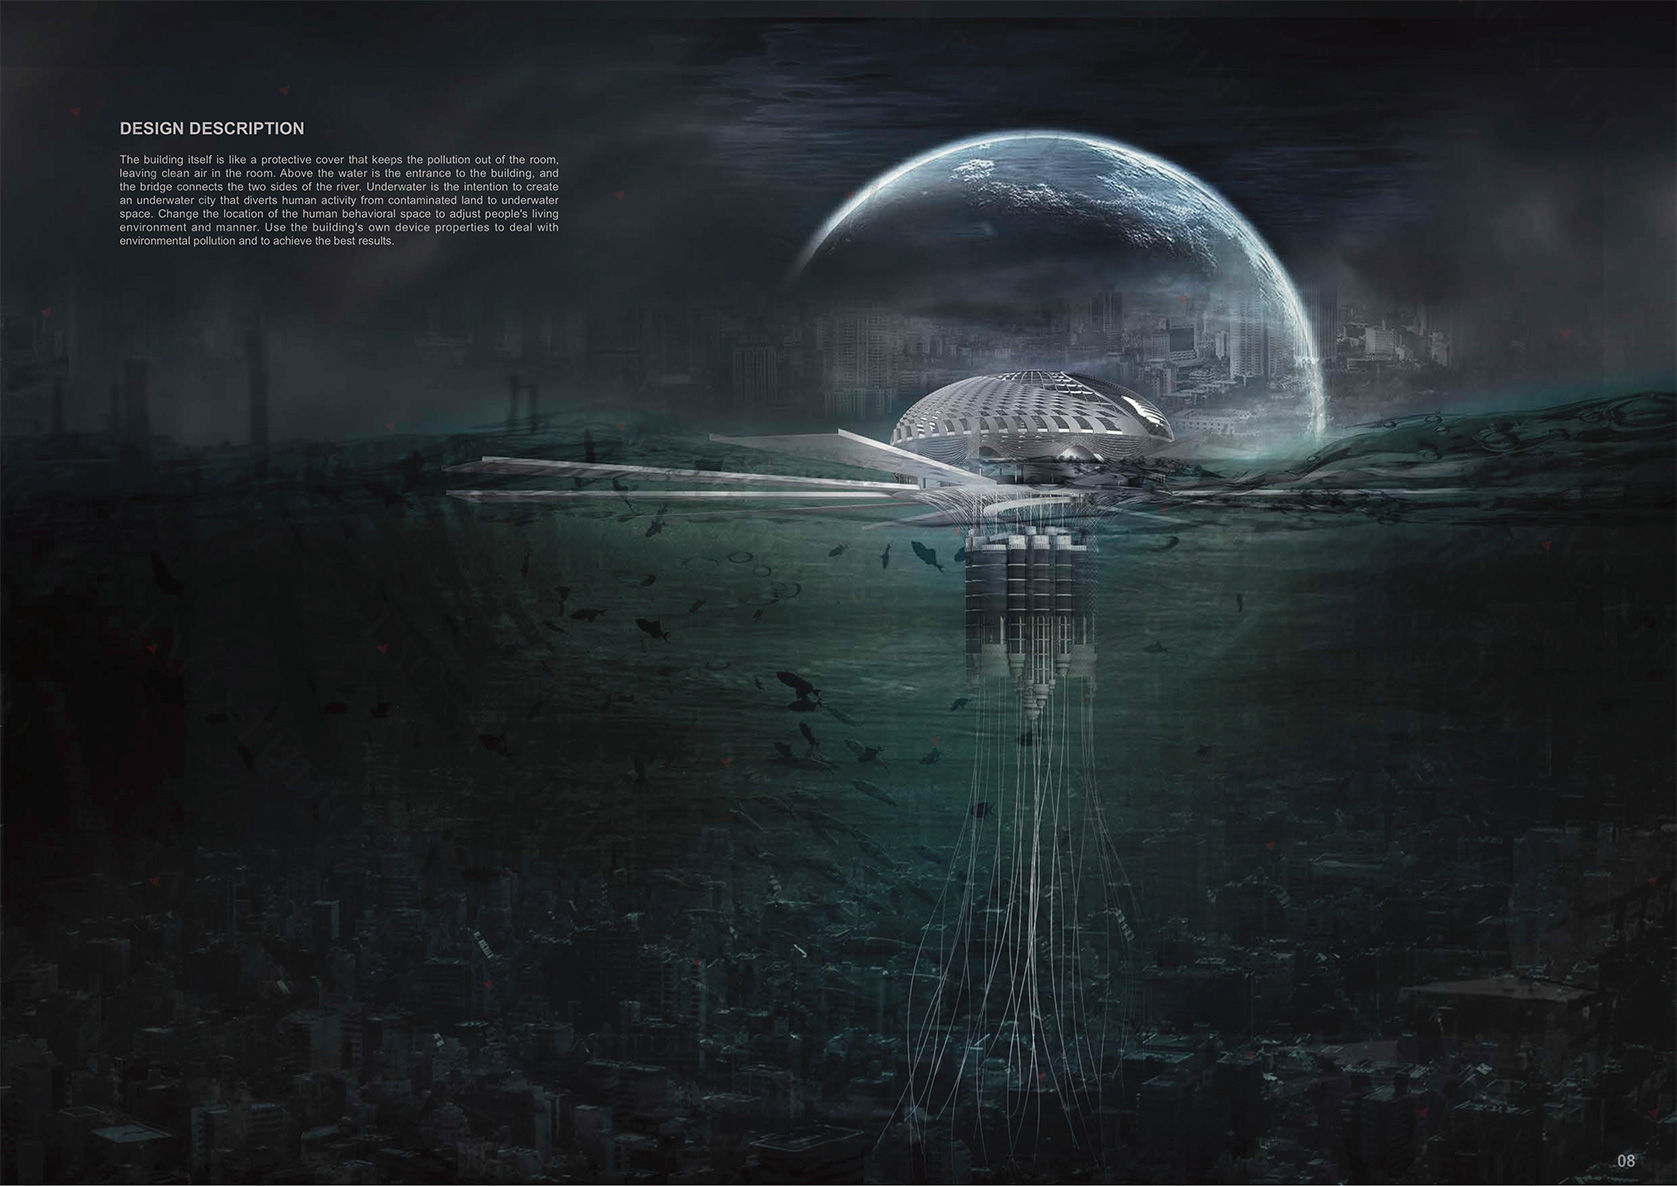 DESIGN DESCRIPTION
The building itself is like a protective cover that keeps the pollution out of the room,
leaving clean air in the room. Above the water is the entrance to the building, and
the bridge connects the two sides of the river. Underwater is the intention to create
an underwater city that diverts human activity from contaminated land to underwater
space. Change the location of the human behavioral space to adjust people's living
environment and manner. Use the building's own device properties to deal with
environmental pollution and to achieve the best results.
08